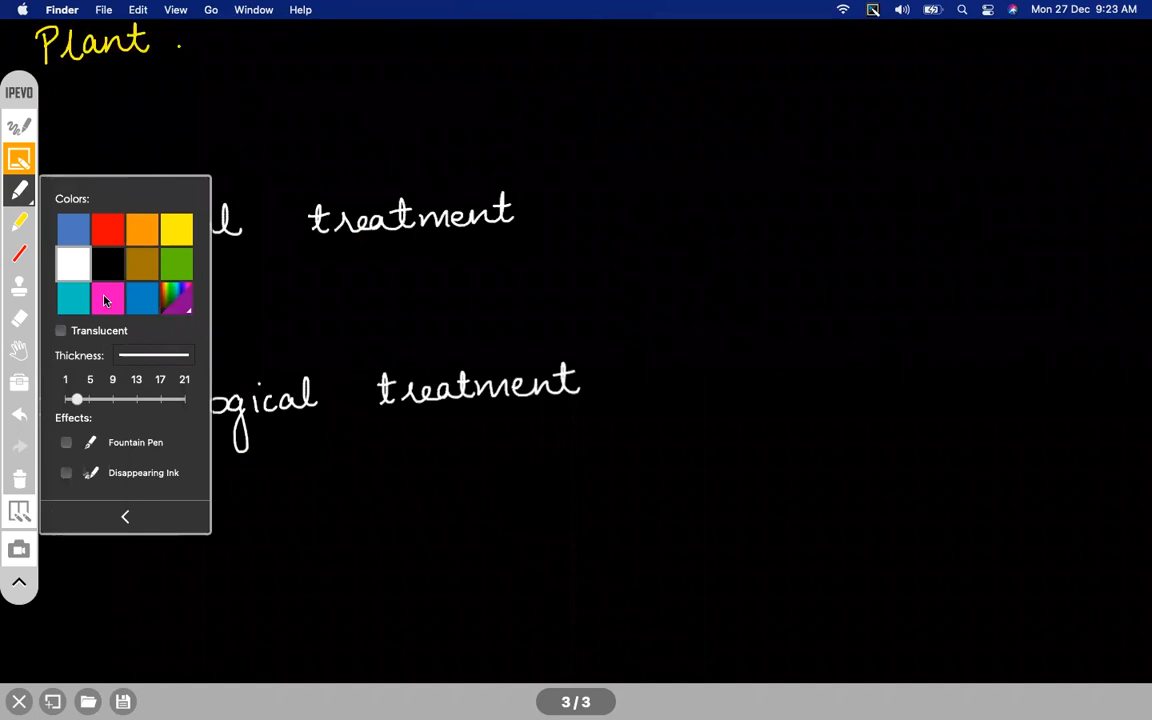 Finder File Edit View Go Window Help Mon 27 Dec 9:23 AM
Plant .
IPEVO
Colors:
l treatment
Translucent
Thickness:
1 5 9 13 17 21
ogical treatment
Effects:
Fountain Pen
Disappearing Ink
3/3